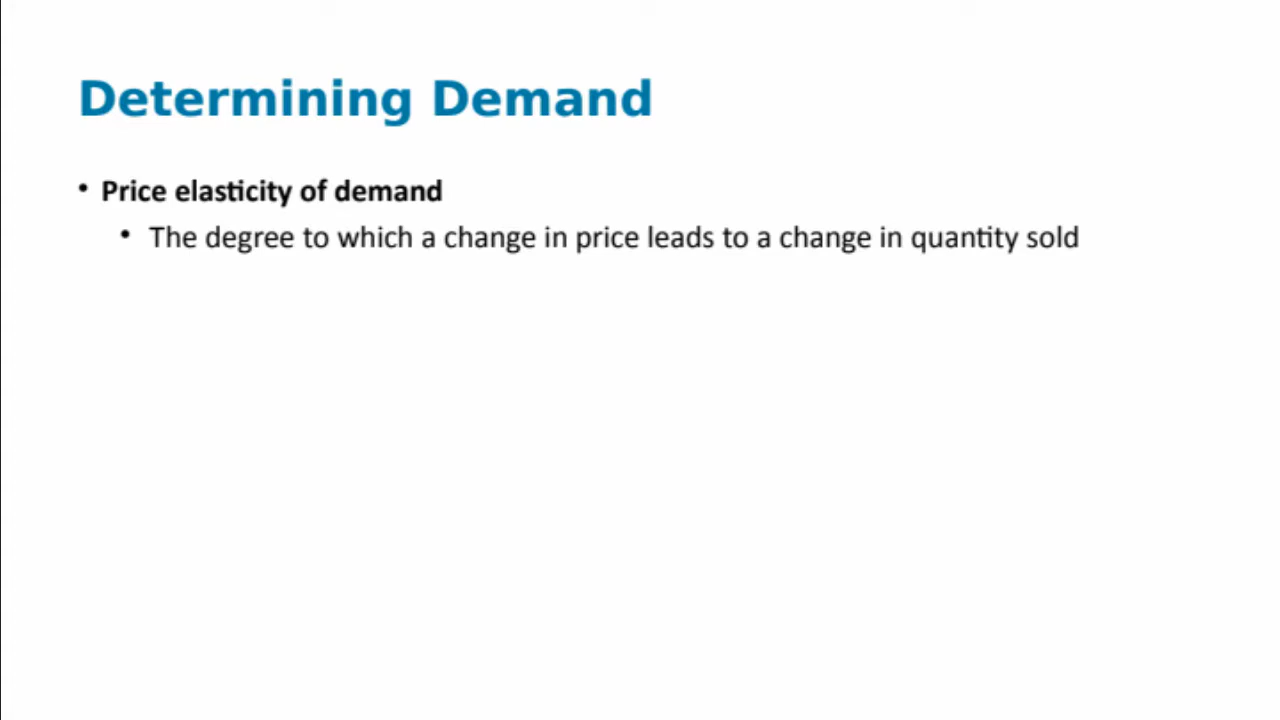 Determining Demand
• Price elasticity of demand
• The degree to which a change in price leads to a change in quantity sold